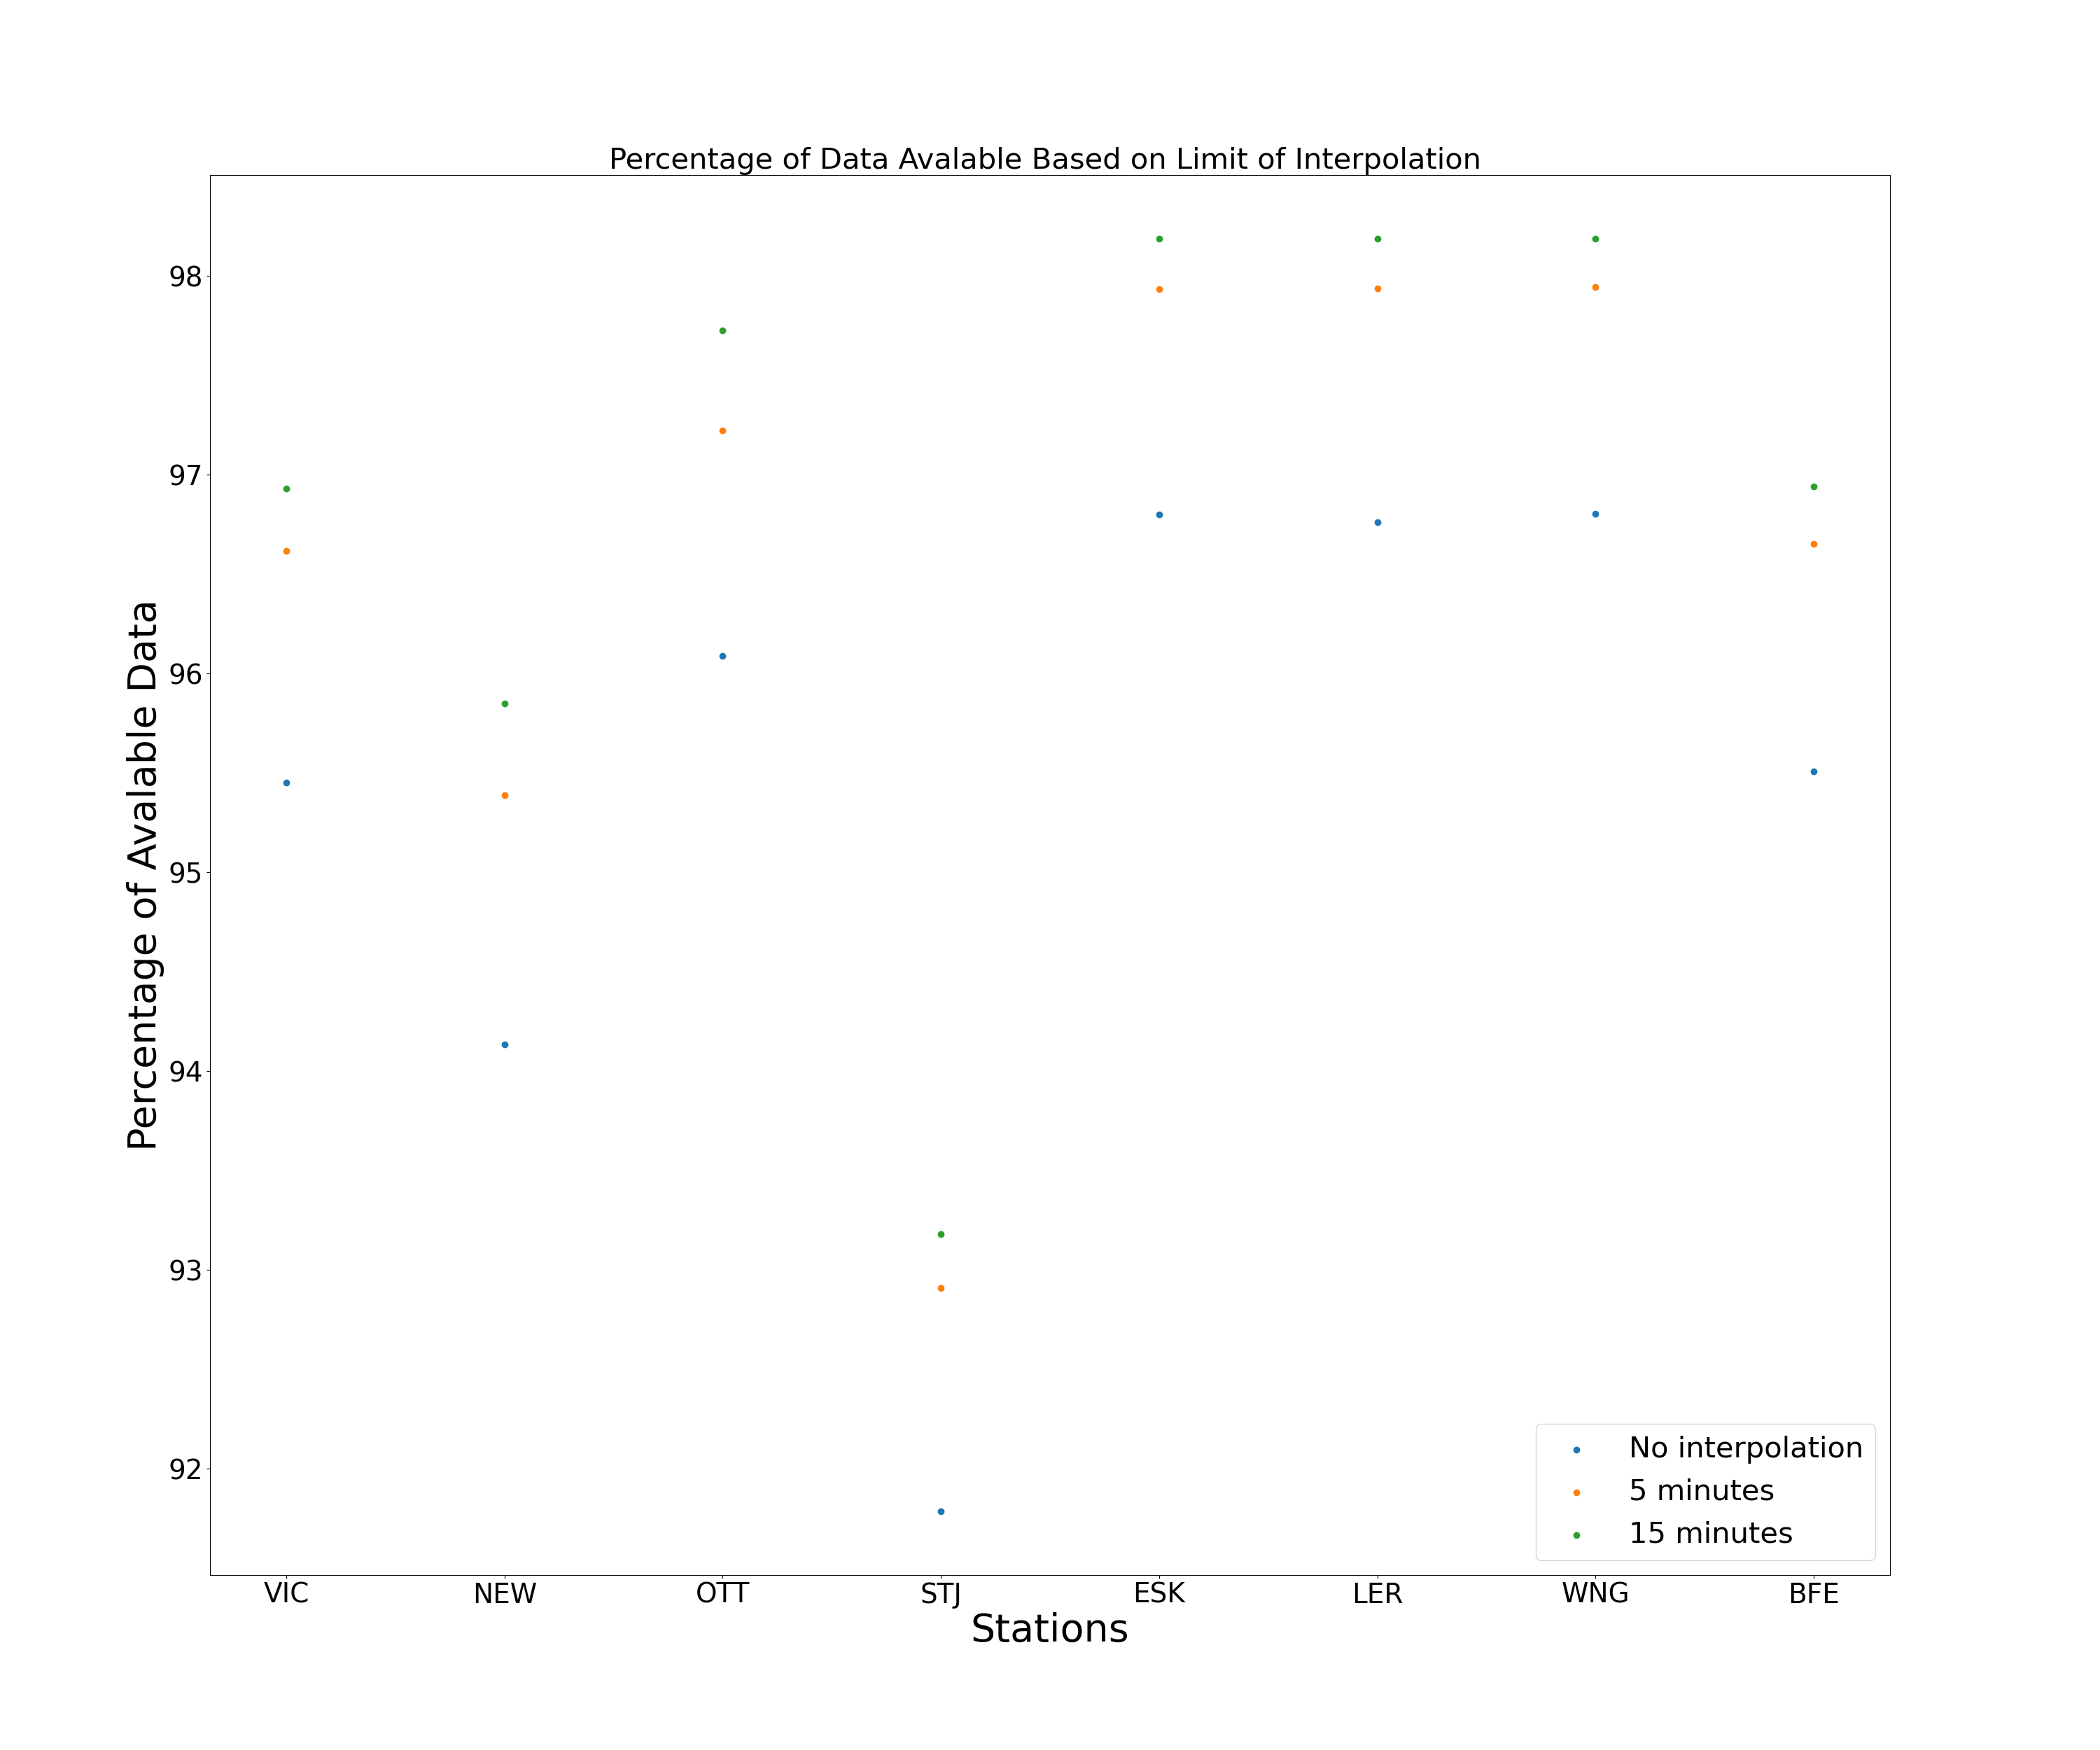 Percentage of Data Avalable Based on Limit of Interpolation
Percentage of Avalable Data
98
97
96
95
94
93
92
No interpolation
5 minutes
15 minutes
VIC NEW OTT STJ ESK LER WNG BFE
Stations